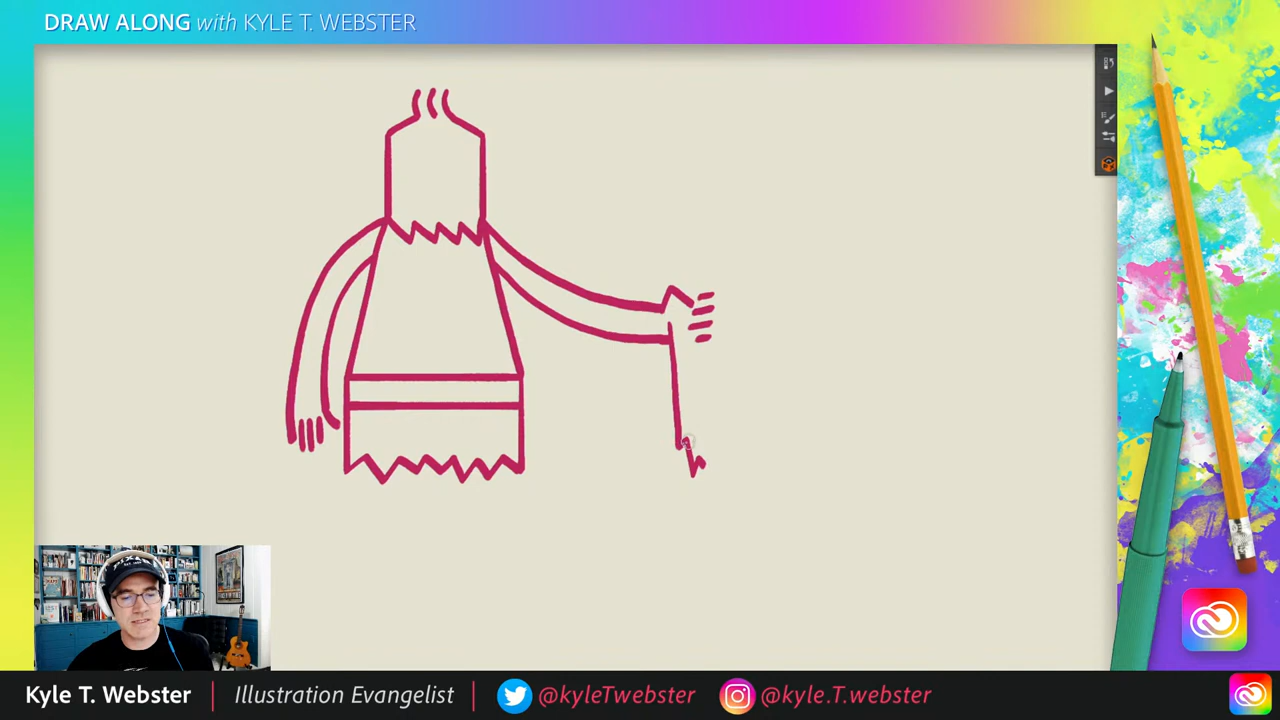 DRAW ALONG with KYLE T. WEBSTER
Kyle T. Webster | Illustration Evangelist | @kyleTwebster @kyle.T.webster